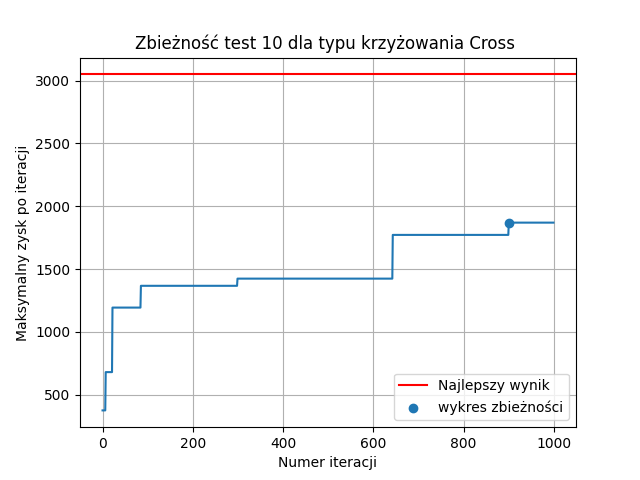 Zbieżność test 10 dla typu krzyżowania Cross
Maksymalny zysk po iteracji
3000
2500
2000
1500
1000
500
Najlepszy wynik
wykres zbieżności
0 200 400 600 800 1000
Numer iteracji